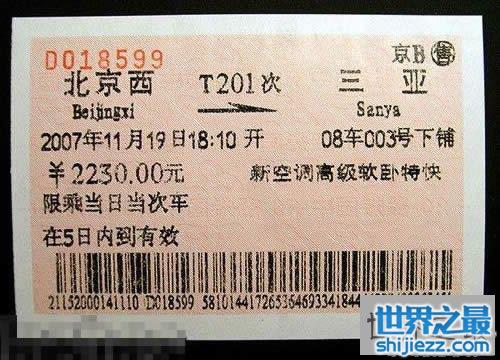 D018599 京B 售
北京西 T201次 三亚
Beijingxi Sanya
2007年11月19日18:10开 08车003号下铺
¥2230.00元 新空调高级软卧特快
限乘当日当次车
在5日内到有效
21152000141110 D018599
世界之最
shijiezz.com